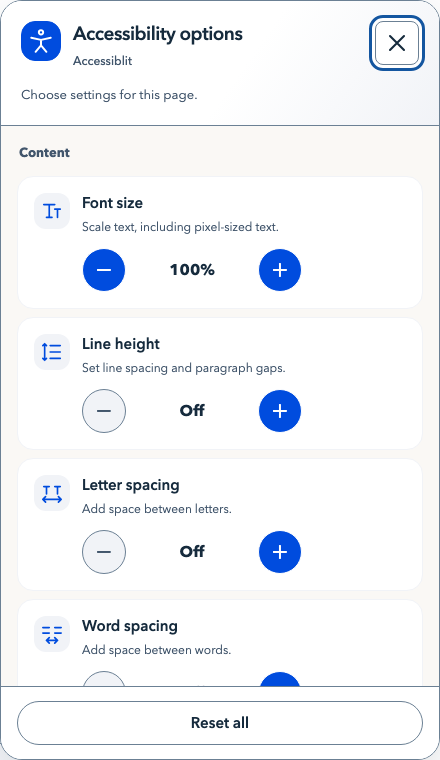 Accessibility options
Accessiblit
Choose settings for this page.
Content
Font size
Scale text, including pixel-sized text.
100%
Line height
Set line spacing and paragraph gaps.
Off
Letter spacing
Add space between letters.
Off
Word spacing
Add space between words.
Reset all